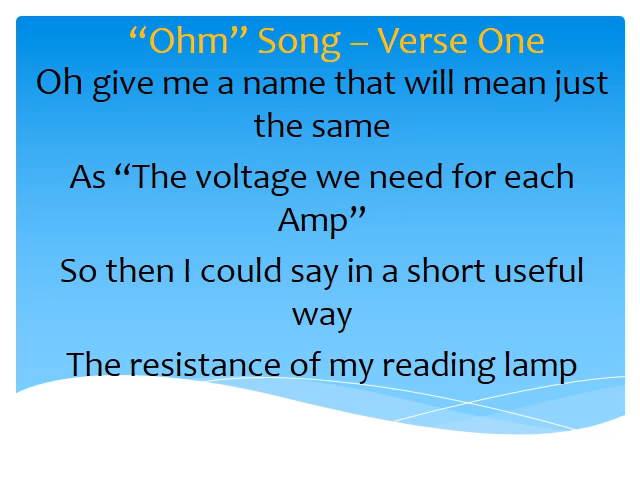 “Ohm” Song – Verse One
Oh give me a name that will mean just
the same
As “The voltage we need for each
Amp”
So then I could say in a short useful
way
The resistance of my reading lamp